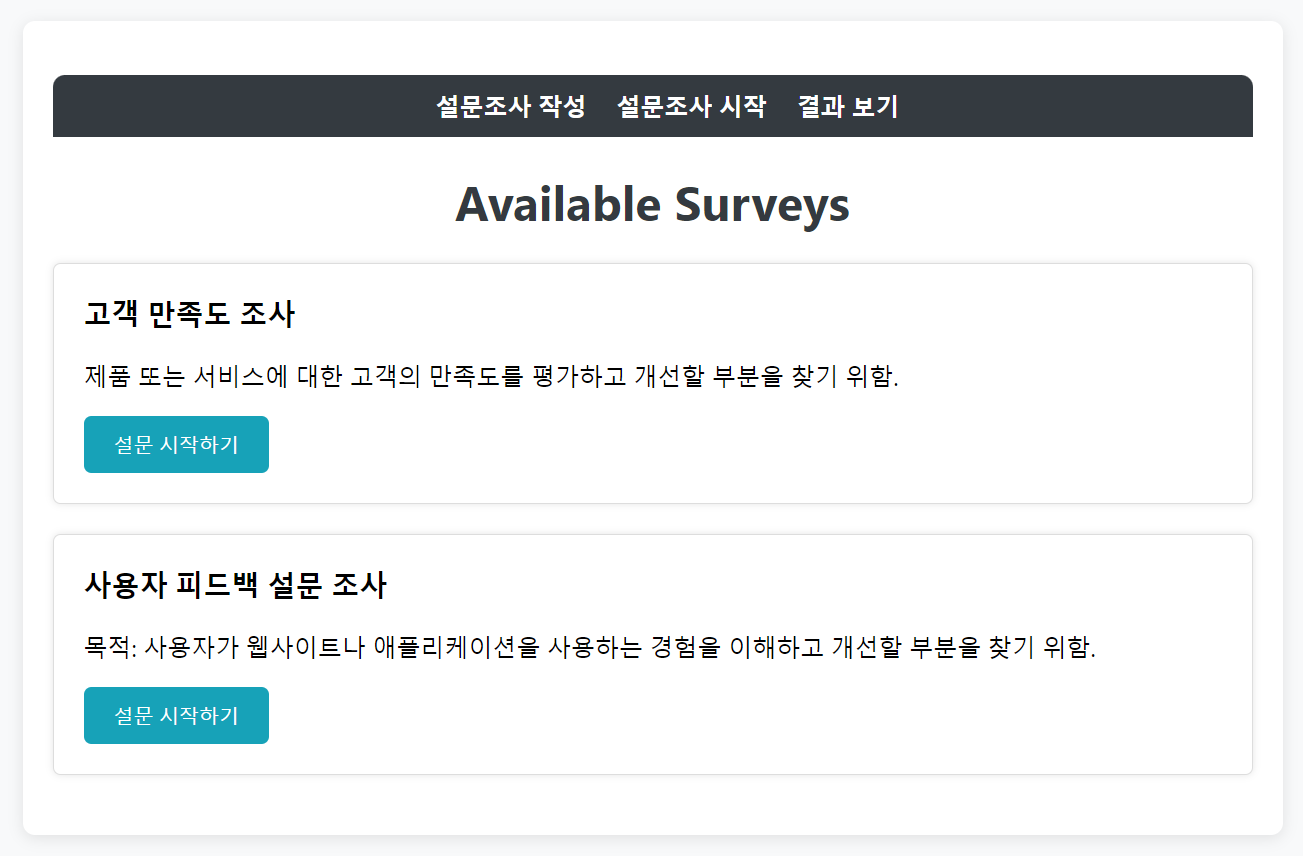 설문조사 작성 설문조사 시작 결과 보기
Available Surveys
고객 만족도 조사
제품 또는 서비스에 대한 고객의 만족도를 평가하고 개선할 부분을 찾기 위함.
설문 시작하기
사용자 피드백 설문 조사
목적: 사용자가 웹사이트나 애플리케이션을 사용하는 경험을 이해하고 개선할 부분을 찾기 위함.
설문 시작하기